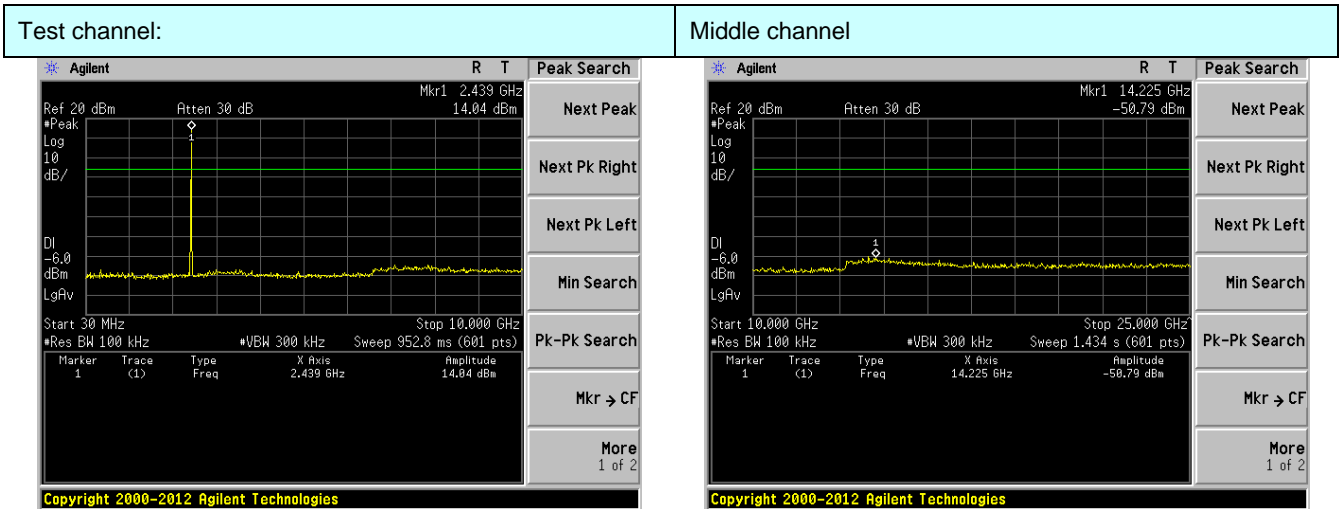 Test channel:
Middle channel
Agilent R T
Mkr1 2.439 GHz
Ref 20 dBm Atten 30 dB 14.04 dBm
#Peak
Log
10
dB/
1
DI
-6.0
dBm
LgAv
Start 30 MHz Stop 10.000 GHz
#Res BW 100 kHz #VBW 300 kHz Sweep 952.8 ms (601 pts)
Marker Trace Type X Axis Amplitude
1 (1) Freq 2.439 GHz 14.04 dBm
Copyright 2000-2012 Agilent Technologies
Peak Search
Next Peak
Next Pk Right
Next Pk Left
Min Search
Pk-Pk Search
Mkr → CF
More
1 of 2
Agilent R T
Mkr1 14.225 GHz
Ref 20 dBm Atten 30 dB -50.79 dBm
#Peak
Log
10
dB/
1
DI
-6.0
dBm
LgAv
Start 10.000 GHz Stop 25.000 GHz^
#Res BW 100 kHz #VBW 300 kHz Sweep 1.434 s (601 pts)
Marker Trace Type X Axis Amplitude
1 (1) Freq 14.225 GHz -50.79 dBm
Copyright 2000-2012 Agilent Technologies
Peak Search
Next Peak
Next Pk Right
Next Pk Left
Min Search
Pk-Pk Search
Mkr → CF
More
1 of 2